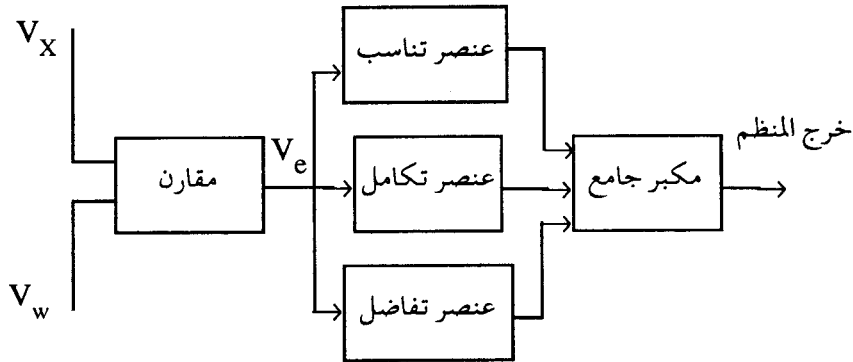 V_X
عنصر تناسب
خرج المنظم
مقارن
V_e
عنصر تكامل
مكبر جامع
V_w
عنصر تفاضل